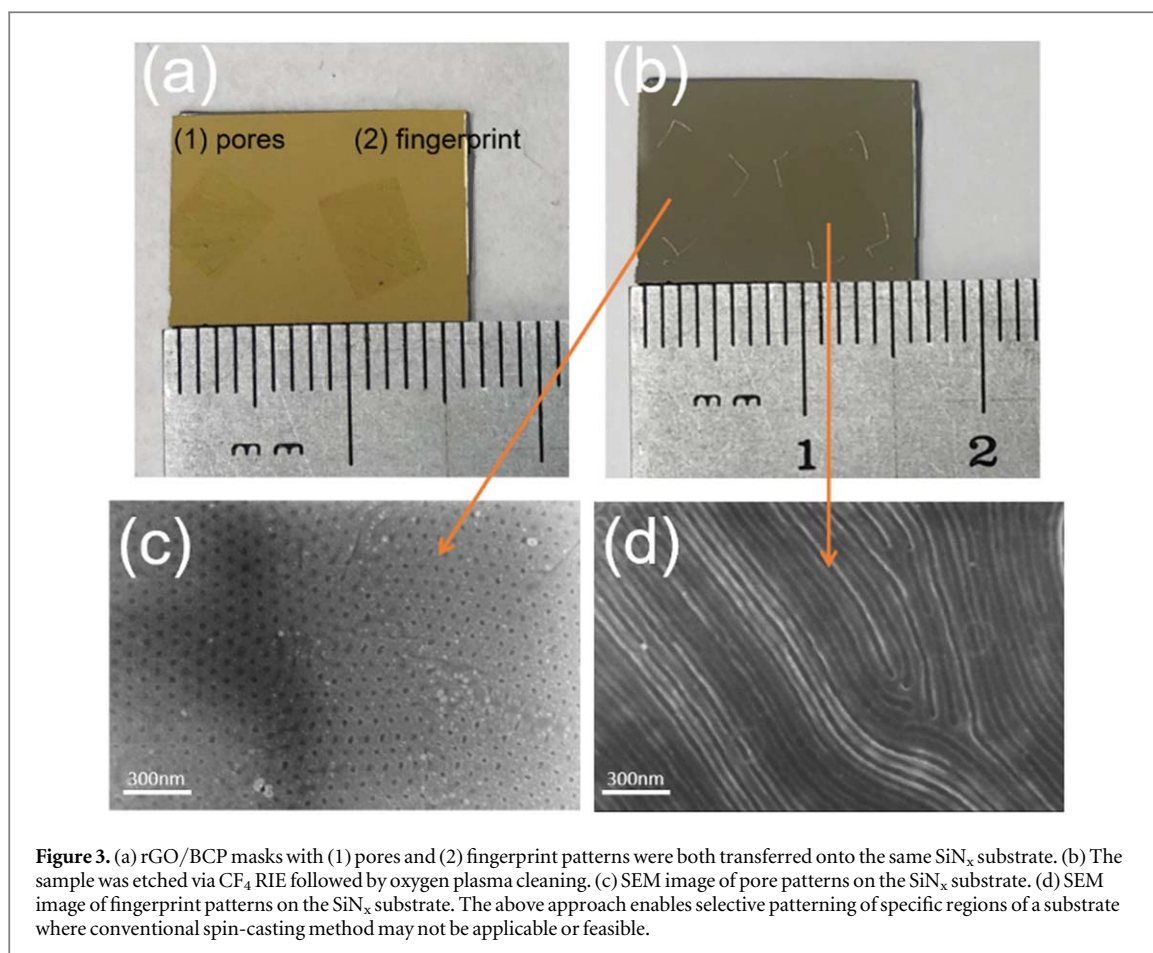 (a)
(1) pores
(2) fingerprint
(b)
mm
mm
1
2
(c)
300nm
(d)
300nm
Figure 3. (a) rGO/BCP masks with (1) pores and (2) fingerprint patterns were both transferred onto the same SiNₓ substrate. (b) The
sample was etched via CF₄ RIE followed by oxygen plasma cleaning. (c) SEM image of pore patterns on the SiNₓ substrate. (d) SEM
image of fingerprint patterns on the SiNₓ substrate. The above approach enables selective patterning of specific regions of a substrate
where conventional spin-casting method may not be applicable or feasible.